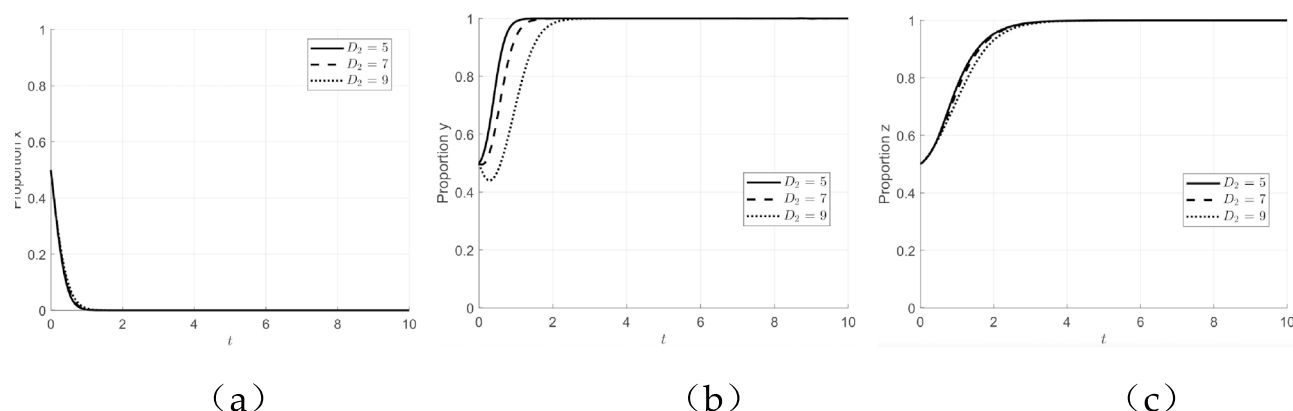 1
0.8
0.6
0.4
0.2
0
0 2 4 6 8 10
t
Proportion x
D₂ = 5
D₂ = 7
D₂ = 9
(a)
1
0.8
0.6
0.4
0.2
0
0 2 4 6 8 10
t
Proportion y
D₂ = 5
D₂ = 7
D₂ = 9
(b)
1
0.8
0.6
0.4
0.2
0
0 2 4 6 8 10
t
Proportion z
D₂ = 5
D₂ = 7
D₂ = 9
(c)